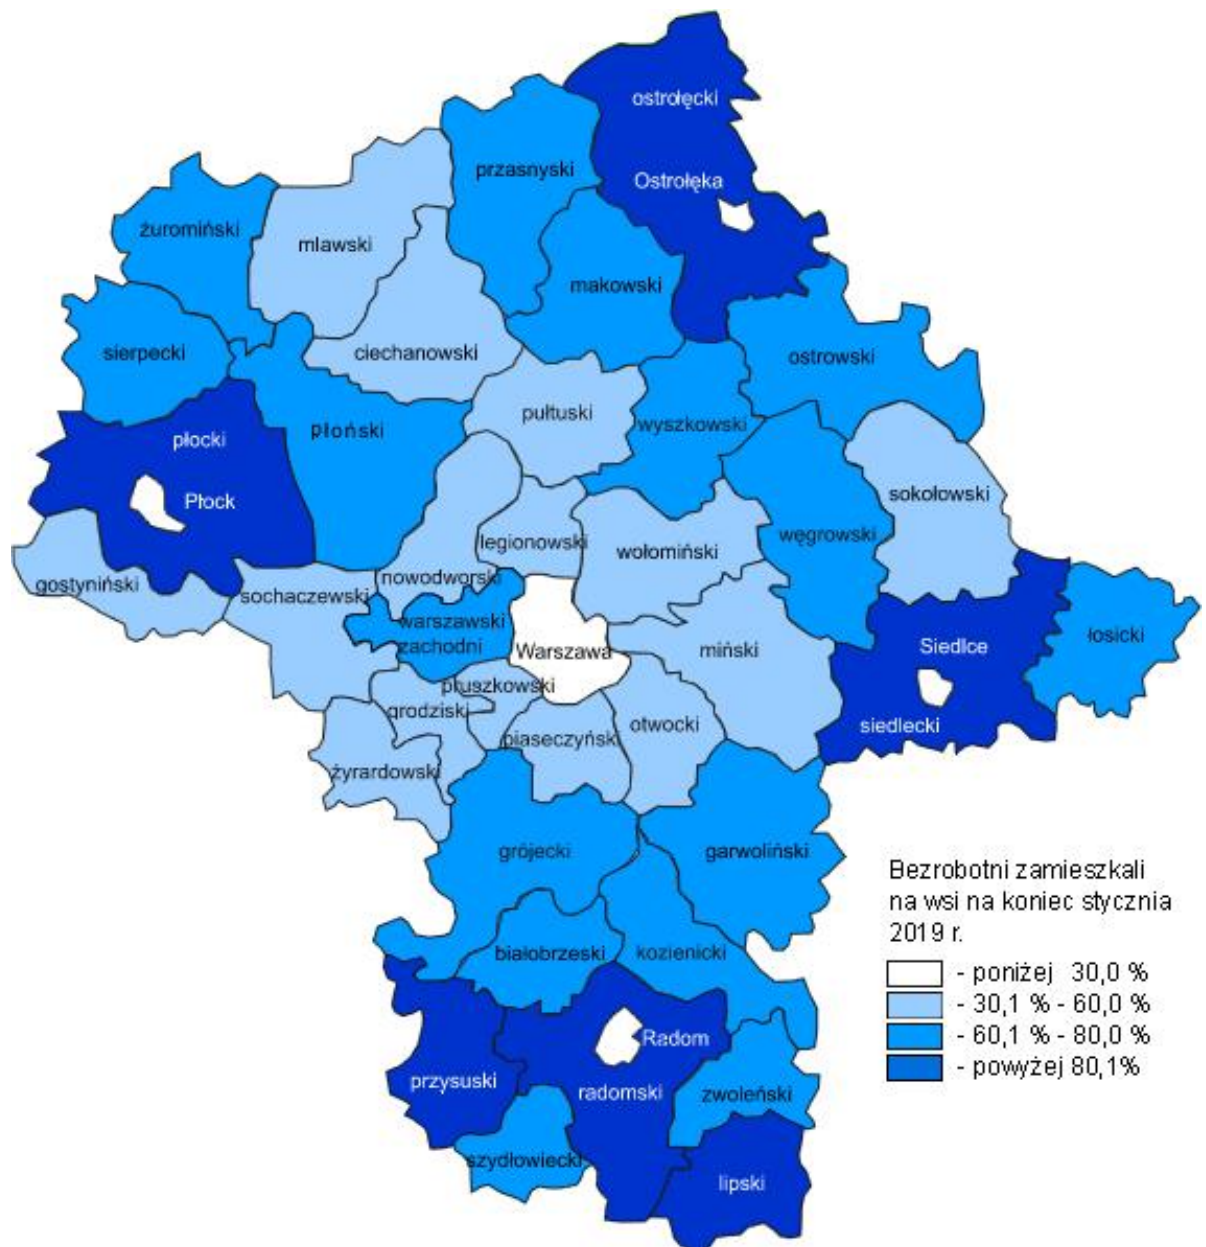 ostrołęcki
przasnyski
Ostrołęka
żuromiński
mlawski
makowski
sierpecki
ciechanowski
ostrowski
pułtuski
wyszkowski
płocki
płoński
Płock
sokołowski
legionowski
wołomiński
węgrowski
gostyniński
nowodworski
sochaczewski
warszawski
zachodni
Warszawa
miński
Siedlce
łosicki
pruszkowski
grodziski
otwocki
siedlecki
piaseczyński
żyrardowski
grójecki
garwoliński
białobrzeski
kozienicki
Radom
przysuski
radomski
zwoleński
szydłowiecki
lipski
Bezrobotni zamieszkali
na wsi na koniec stycznia
2019 r.
- poniżej 30,0 %
- 30,1 % - 60,0 %
- 60,1 % - 80,0 %
- powyżej 80,1%